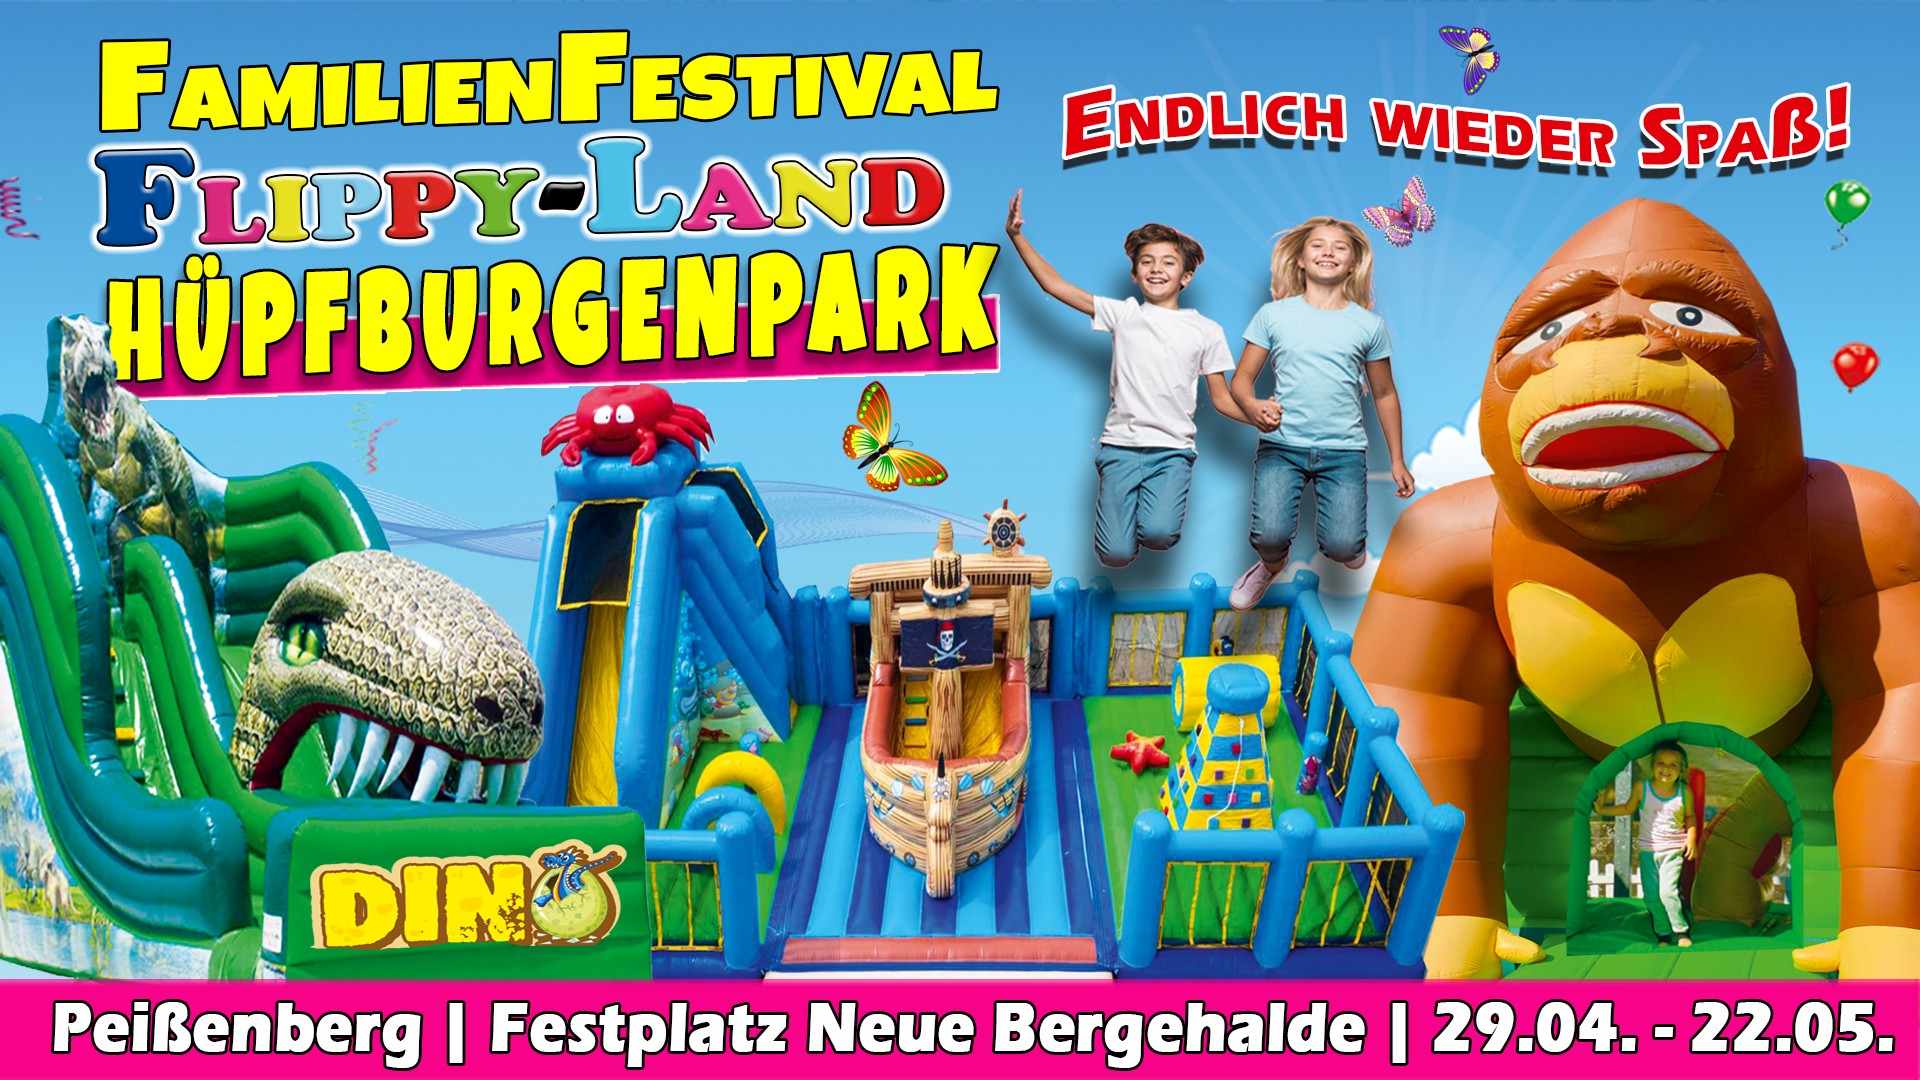 FAMILIENFESTIVAL
FLIPPY-LAND
HÜPFBURGENPARK
ENDLICH WIEDER SPAß!
DINO
Peißenberg | Festplatz Neue Bergehalde | 29.04. - 22.05.